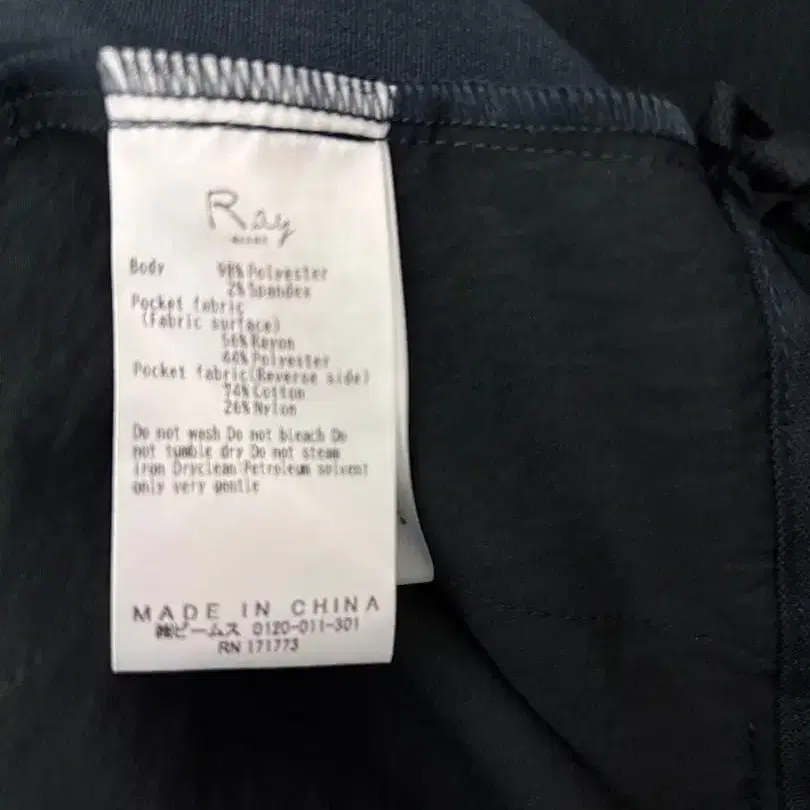 Ray
BEAMS
Body 98% Polyester
2% Spandex
Pocket fabric
(Fabric surface)
56% Rayon
44% Polyester
Pocket fabric(Reverse side)
74% Cotton
26% Nylon
Do not wash Do not bleach Do
not tumble dry Do not steam
iron Dryclean Petroleum solvent
only very gentle
MADE IN CHINA
㈱ビームス 0120-011-301
RN 171773